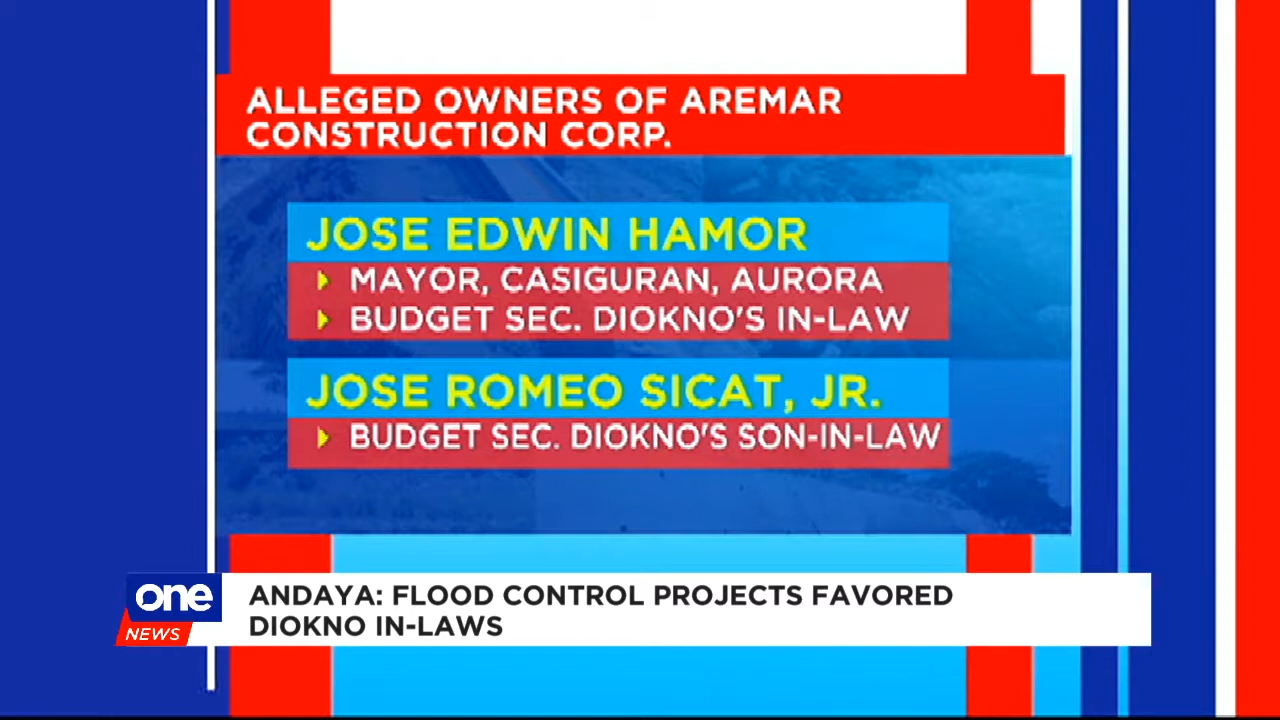 ALLEGED OWNERS OF AREMAR
CONSTRUCTION CORP.
JOSE EDWIN HAMOR
MAYOR, CASIGURAN, AURORA
BUDGET SEC. DIOKNO'S IN-LAW
JOSE ROMEO SICAT, JR.
BUDGET SEC. DIOKNO'S SON-IN-LAW
one
NEWS
ANDAYA: FLOOD CONTROL PROJECTS FAVORED
DIOKNO IN-LAWS